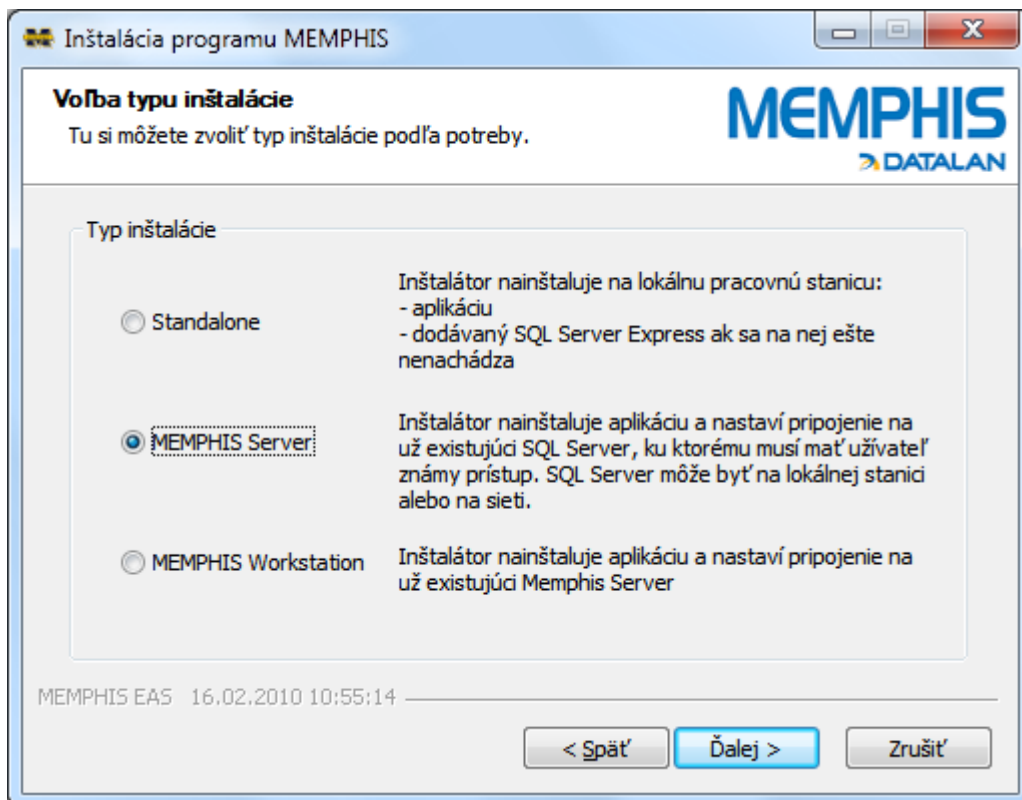 Inštalácia programu MEMPHIS
Voľba typu inštalácie
Tu si môžete zvoliť typ inštalácie podľa potreby.
MEMPHIS
DATALAN
Typ inštalácie
Standalone
Inštalátor nainštaluje na lokálnu pracovnú stanicu:
- aplikáciu
- dodávaný SQL Server Express ak sa na nej ešte
nenachádza
MEMPHIS Server
Inštalátor nainštaluje aplikáciu a nastaví pripojenie na
už existujúci SQL Server, ku ktorému musí mať užívateľ
známy prístup. SQL Server môže byť na lokálnej stanici
alebo na sieti.
MEMPHIS Workstation
Inštalátor nainštaluje aplikáciu a nastaví pripojenie na
už existujúci Memphis Server
MEMPHIS EAS 16.02.2010 10:55:14
< Späť
Ďalej >
Zrušiť